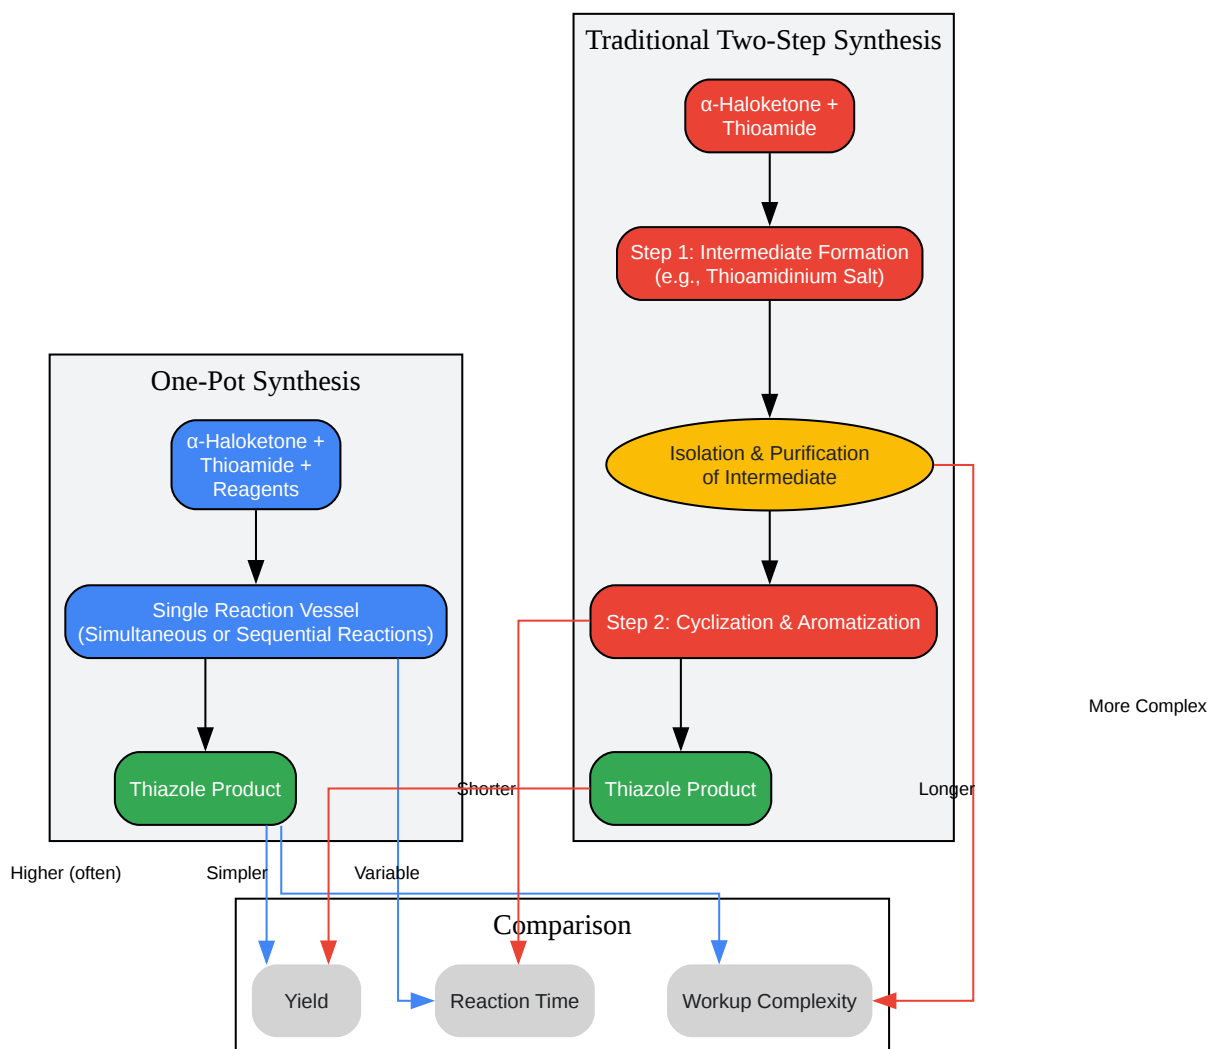 Traditional Two-Step Synthesis
α-Haloketone +
Thioamide
Step 1: Intermediate Formation
(e.g., Thioamidinium Salt)
Isolation & Purification
of Intermediate
Step 2: Cyclization & Aromatization
Thiazole Product
One-Pot Synthesis
α-Haloketone +
Thioamide +
Reagents
Single Reaction Vessel
(Simultaneous or Sequential Reactions)
Thiazole Product
More Complex
Shorter
Longer
Higher (often)
Simpler
Variable
Comparison
Yield
Reaction Time
Workup Complexity